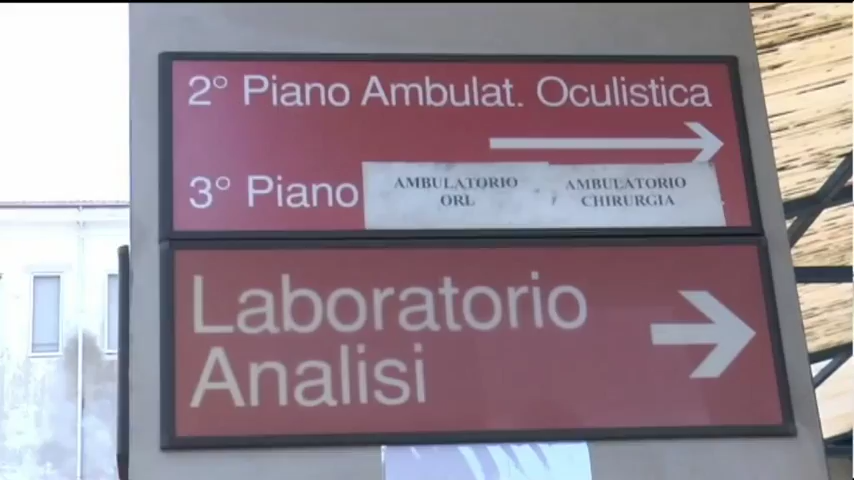 2° Piano Ambulat. Oculistica
3° Piano
AMBULATORIO
ORL
AMBULATORIO
CHIRURGIA
Laboratorio
Analisi